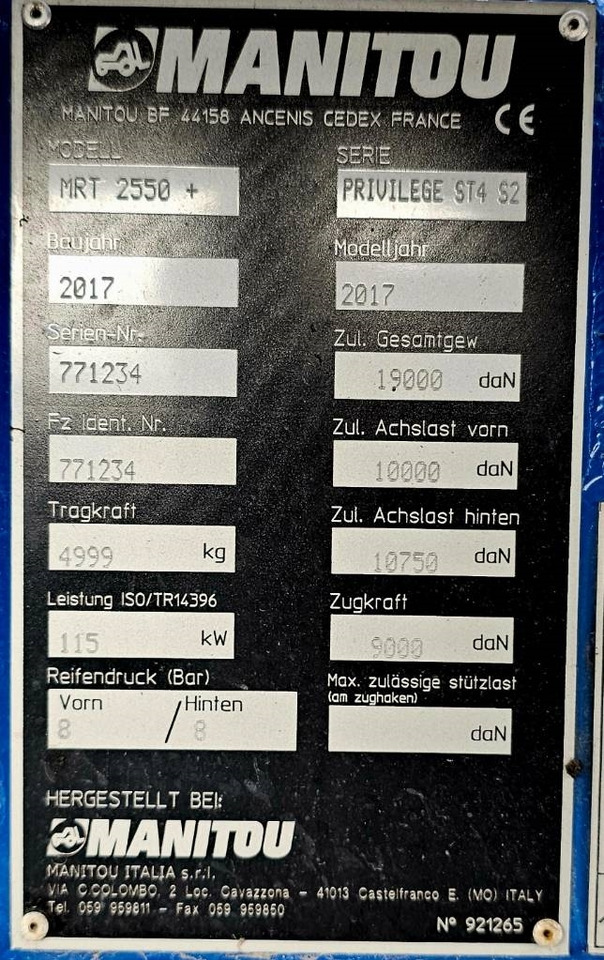 MANITOU
MANITOU BF 44158 ANCENIS CEDEX FRANCE CE
MODELL SERIE
MRT 2550 + PRIVILEGE ST4 S2
Baujahr Modelljahr
2017 2017
Serien-Nr. Zul. Gesamtgew
771234 19000 daN
Fz Ident. Nr. Zul. Achslast vorn
771234 10000 daN
Tragkraft Zul. Achslast hinten
4999 kg 10750 daN
Leistung ISO/TR14396 Zugkraft
115 kW 9000 daN
Reifendruck (Bar) Max. zulässige stützlast
(am zughaken)
Vorn / Hinten
8 8 daN
HERGESTELLT BEI:
MANITOU
MANITOU ITALIA s.r.l.
VIA C.COLOMBO, 2 Loc. Cavazzona - 41013 Castelfranco E. (MO) ITALY
Tel. 059 959811 - Fax 059 959850
N° 921265